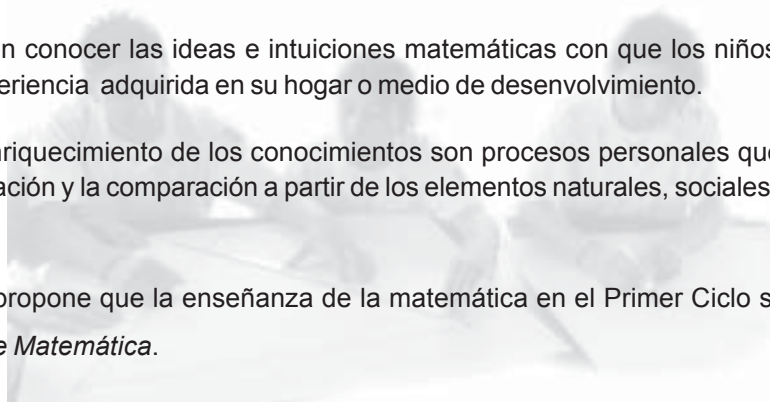 n conocer las ideas e intuiciones matemáticas con que los niños
eriencia adquirida en su hogar o medio de desenvolvimiento.
nriquecimiento de los conocimientos son procesos personales que
ación y la comparación a partir de los elementos naturales, sociales
propone que la enseñanza de la matemática en el Primer Ciclo s
e Matemática.